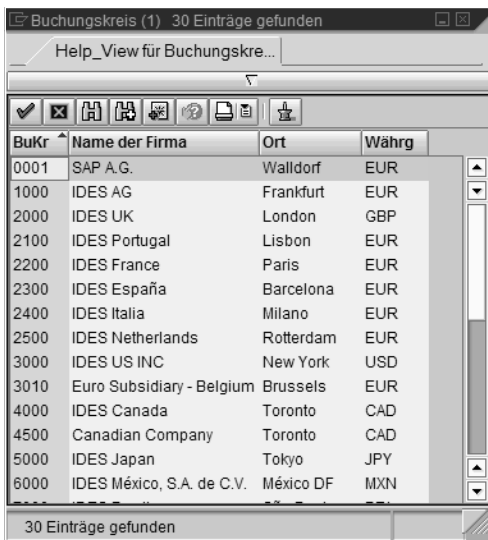 Buchungskreis (1) 30 Einträge gefunden
Help_View für Buchungskre...
BuKr Name der Firma Ort Währg
0001 SAP A.G. Walldorf EUR
1000 IDES AG Frankfurt EUR
2000 IDES UK London GBP
2100 IDES Portugal Lisbon EUR
2200 IDES France Paris EUR
2300 IDES España Barcelona EUR
2400 IDES Italia Milano EUR
2500 IDES Netherlands Rotterdam EUR
3000 IDES US INC New York USD
3010 Euro Subsidiary - Belgium Brussels EUR
4000 IDES Canada Toronto CAD
4500 Canadian Company Toronto CAD
5000 IDES Japan Tokyo JPY
6000 IDES México, S.A. de C.V. México DF MXN
30 Einträge gefunden